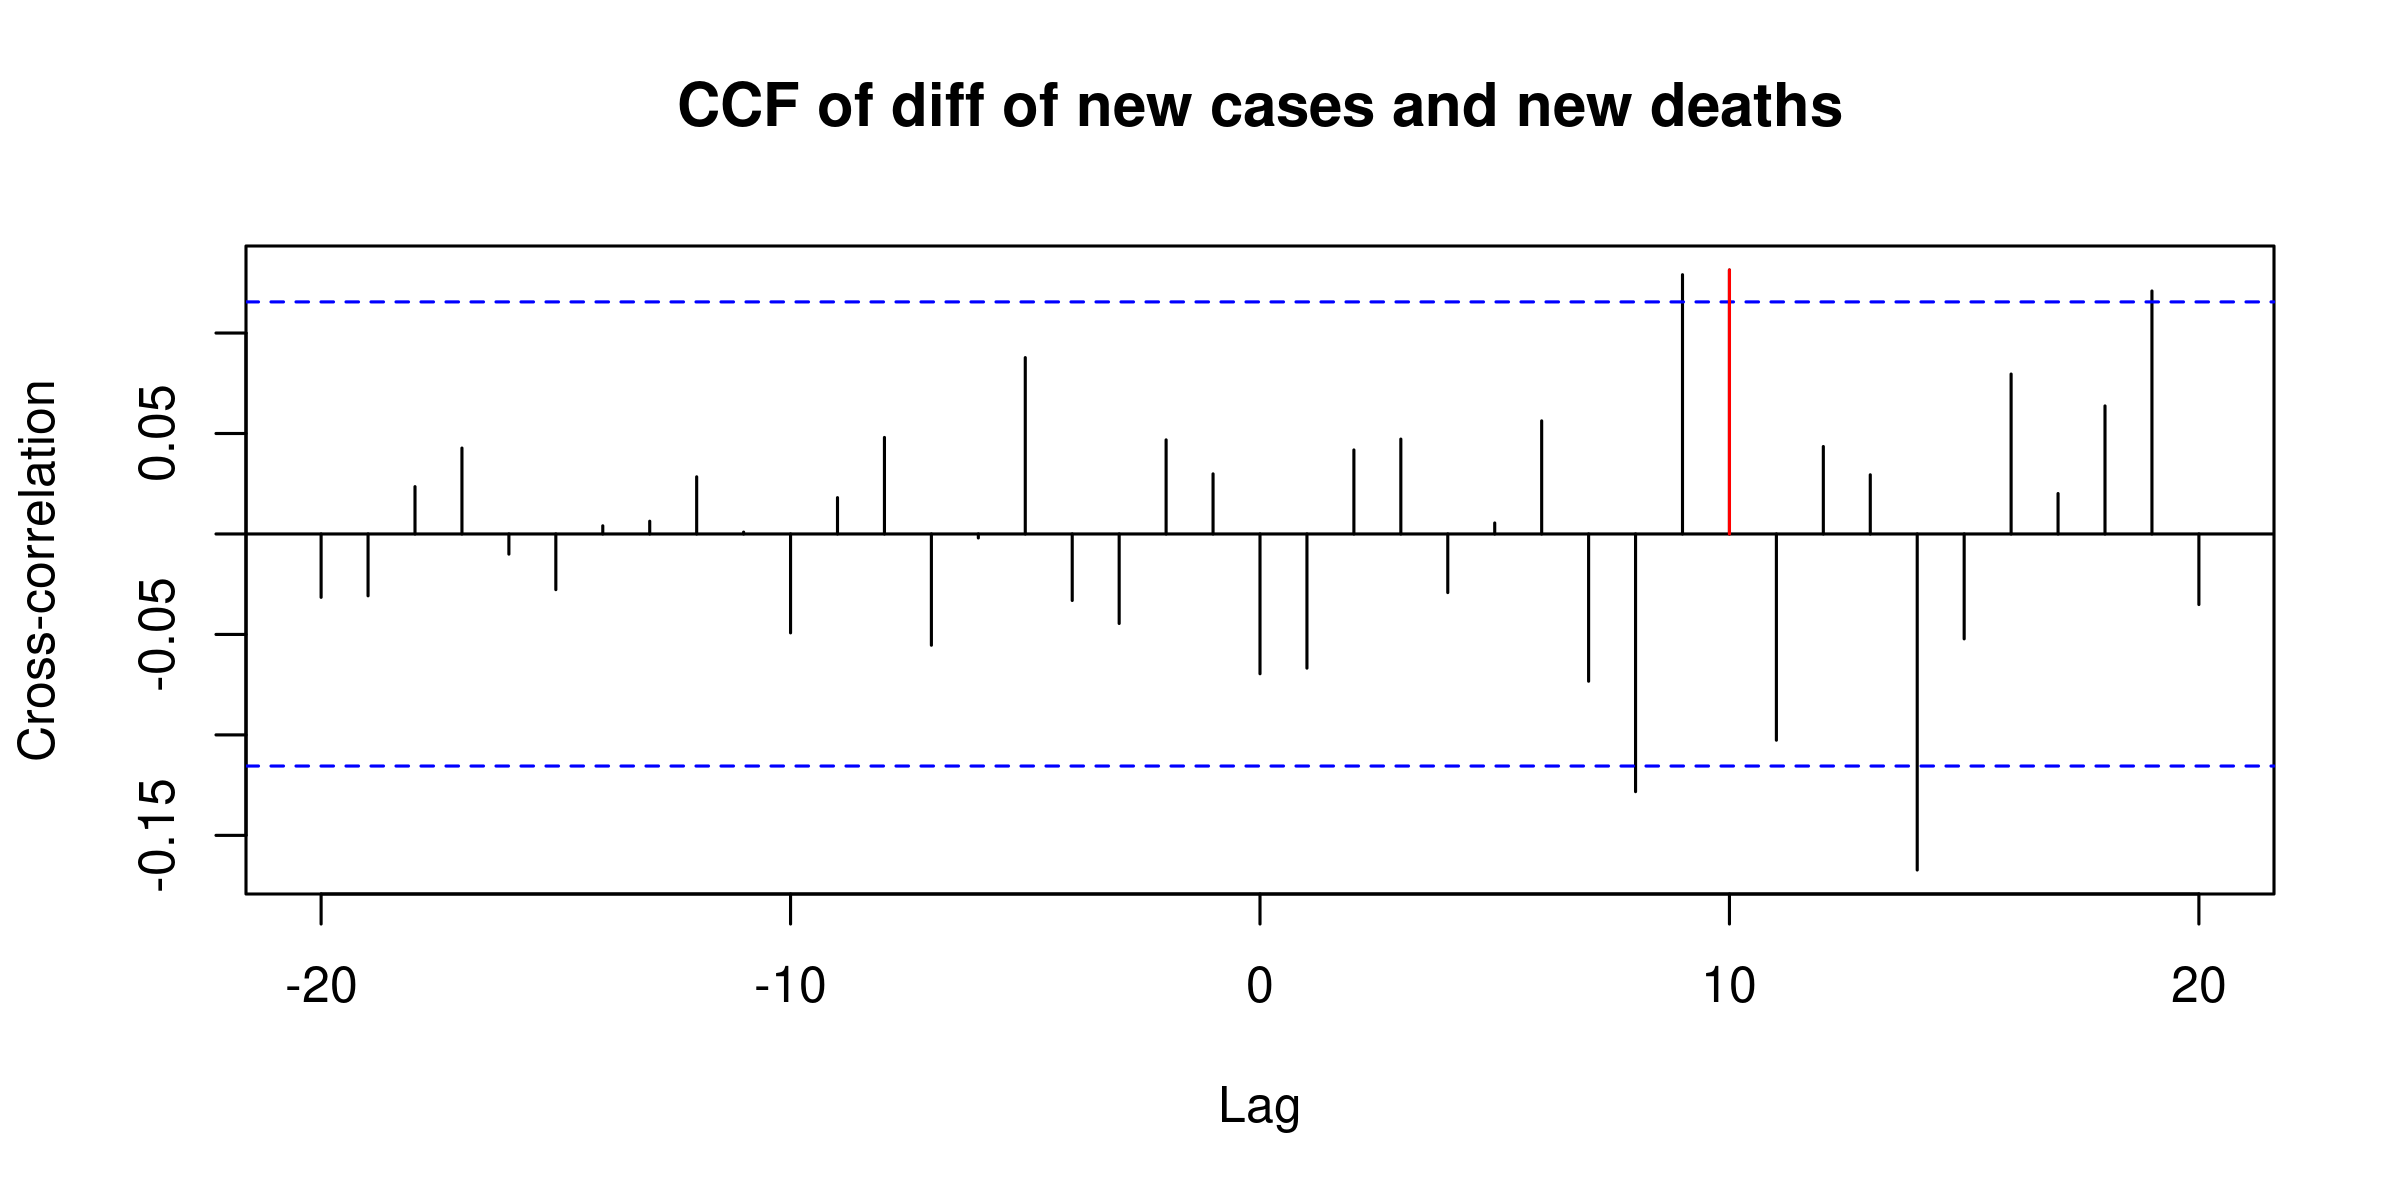 CCF of diff of new cases and new deaths
Cross-correlation
0.05
-0.05
-0.15
-20 -10 0 10 20
Lag